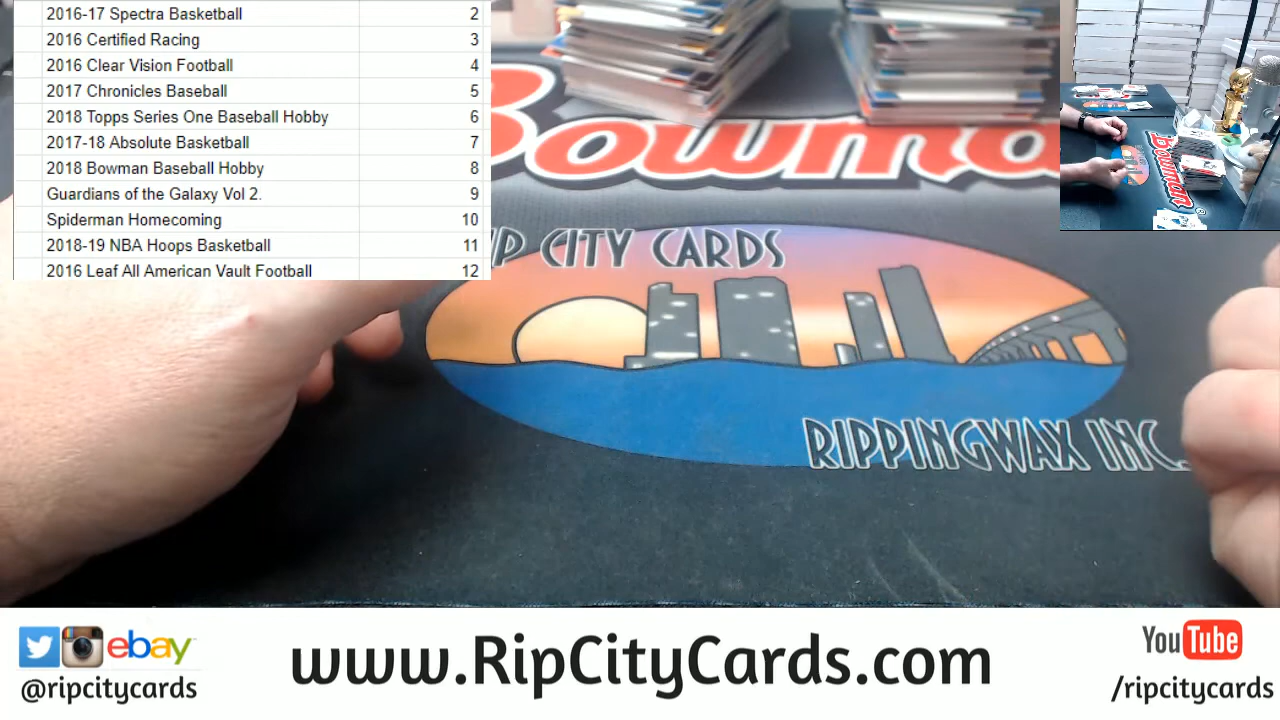 2016-17 Spectra Basketball 2
2016 Certified Racing 3
2016 Clear Vision Football 4
2017 Chronicles Baseball 5
2018 Topps Series One Baseball Hobby 6
2017-18 Absolute Basketball 7
2018 Bowman Baseball Hobby 8
Guardians of the Galaxy Vol 2. 9
Spiderman Homecoming 10
2018-19 NBA Hoops Basketball 11
2016 Leaf All American Vault Football 12
Bowma
Bowman
IP CITY CARDS
RIPPINGWAX INC.
ebay
@ripcitycards
www.RipCityCards.com
YouTube
/ripcitycards